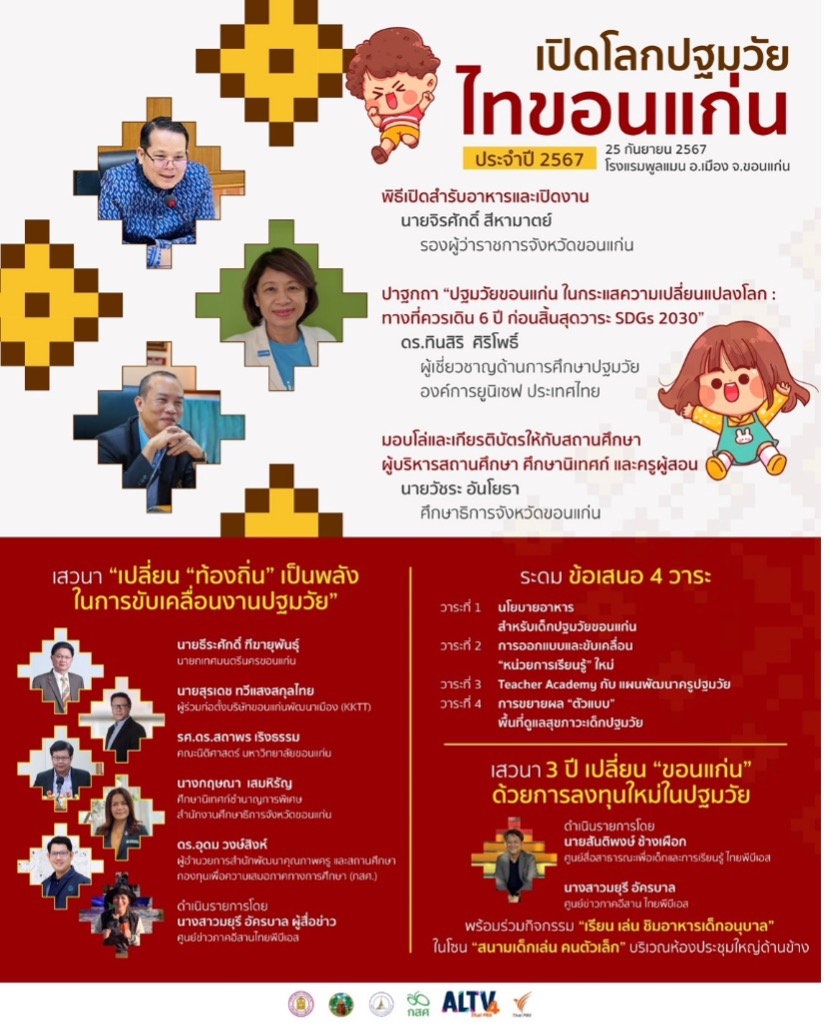 เปิดโลกปฐมวัย
ไทขอนแก่น
ประจำปี 2567
25 กันยายน 2567
โรงแรมพูลแมน อ.เมือง จ.ขอนแก่น
พิธีเปิดสำรับอาหารและเปิดงาน
นายจิรศักดิ์ สีหามาตย์
รองผู้ว่าราชการจังหวัดขอนแก่น
ปาฐกถา “ปฐมวัยขอนแก่น ในกระแสความเปลี่ยนแปลงโลก :
ทางที่ควรเดิน 6 ปี ก่อนสิ้นสุดวาระ SDGs 2030”
ดร.ทินสิริ ศิริโพธิ์
ผู้เชี่ยวชาญด้านการศึกษาปฐมวัย
องค์การยูนิเซฟ ประเทศไทย
มอบโล่และเกียรติบัตรให้กับสถานศึกษา
ผู้บริหารสถานศึกษา ศึกษานิเทศก์ และครูผู้สอน
นายวัชระ อันโยธา
ศึกษาธิการจังหวัดขอนแก่น
เสวนา “เปลี่ยน “ท้องถิ่น” เป็นพลัง
ในการขับเคลื่อนงานปฐมวัย”
นายธีระศักดิ์ ฑีฆายุพันธุ์
นายกเทศมนตรีนครขอนแก่น
นายสุรเดช ทวีแสงสกุลไทย
ผู้ร่วมก่อตั้งบริษัทขอนแก่นพัฒนาเมือง (KKTT)
รศ.ดร.สถาพร เริงธรรม
คณะนิติศาสตร์ มหาวิทยาลัยขอนแก่น
นางกฤษณา เสมหิรัญ
ศึกษานิเทศก์ชำนาญการพิเศษ
สำนักงานศึกษาธิการจังหวัดขอนแก่น
ดร.อุดม วงษ์สิงห์
ผู้อำนวยการสำนักพัฒนาคุณภาพครู และสถานศึกษา
กองทุนเพื่อความเสมอภาคทางการศึกษา (กสศ.)
ดำเนินรายการโดย
นางสาวมยุรี อัครบาล ผู้สื่อข่าว
ศูนย์ข่าวภาคอีสานไทยพีบีเอส
ระดม ข้อเสนอ 4 วาระ
วาระที่ 1 นโยบายอาหาร
สำหรับเด็กปฐมวัยขอนแก่น
วาระที่ 2 การออกแบบและขับเคลื่อน
“หน่วยการเรียนรู้” ใหม่
วาระที่ 3 Teacher Academy กับ แผนพัฒนาครูปฐมวัย
วาระที่ 4 การขยายผล “ตัวแบบ”
พื้นที่ดูแลสุขภาวะเด็กปฐมวัย
เสวนา 3 ปี เปลี่ยน “ขอนแก่น”
ด้วยการลงทุนใหม่ในปฐมวัย
ดำเนินรายการโดย
นายสันติพงษ์ ช้างเผือก
ศูนย์สื่อสาธารณะเพื่อเด็กและการเรียนรู้ ไทยพีบีเอส
นางสาวมยุรี อัครบาล
ศูนย์ข่าวภาคอีสาน ไทยพีบีเอส
พร้อมร่วมกิจกรรม “เรียน เล่น ชิมอาหารเด็กอนุบาล”
ในโซน “สนามเด็กเล่น คนตัวเล็ก” บริเวณห้องประชุมใหญ่ด้านข้าง
กสศ ALTV4 Thai PBS Thai PBS